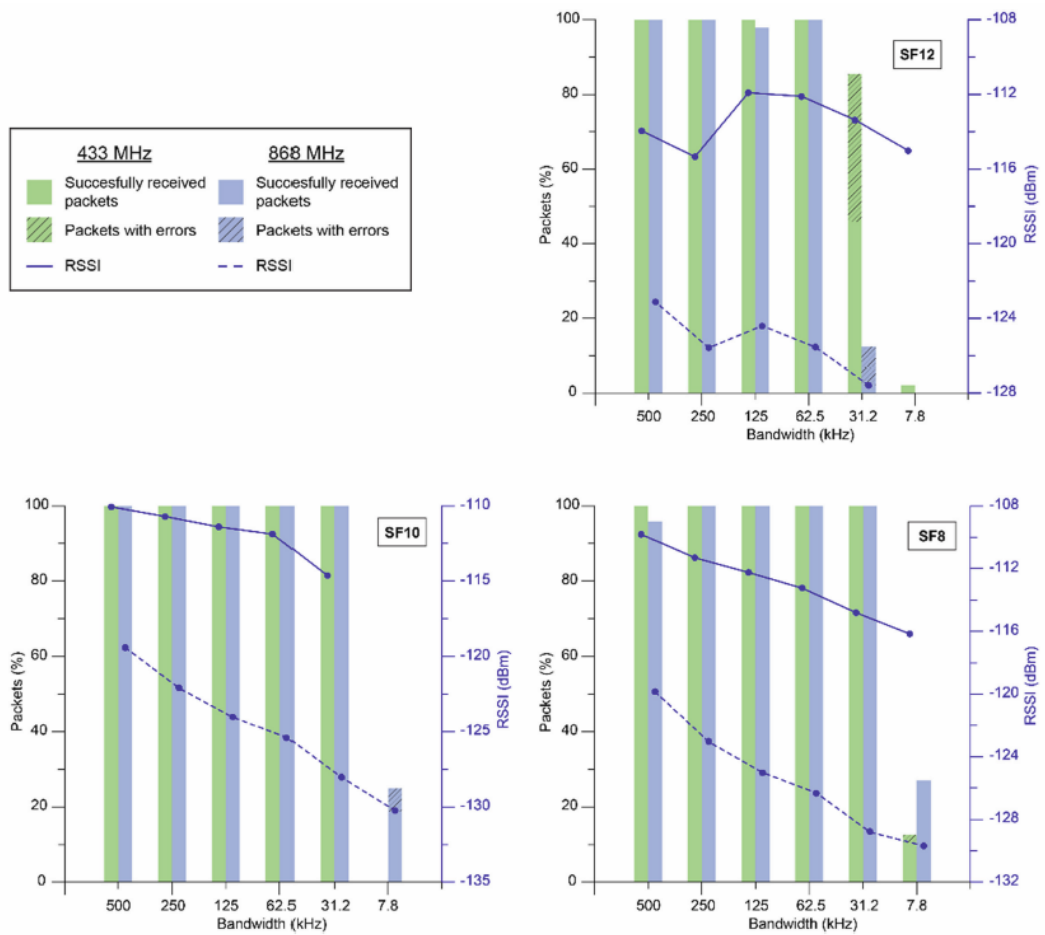 433 MHz
868 MHz
Succesfully received
packets
Succesfully received
packets
Packets with errors
Packets with errors
RSSI
RSSI
SF12
100
80
60
40
20
0
Packets (%)
-108
-112
-116
-120
-124
-128
RSSI (dBm)
500 250 125 62.5 31.2 7.8
Bandwidth (kHz)
SF10
100
80
60
40
20
0
Packets (%)
-110
-115
-120
-125
-130
-135
RSSI (dBm)
500 250 125 62.5 31.2 7.8
Bandwidth (kHz)
SF8
100
80
60
40
20
0
Packets (%)
-108
-112
-116
-120
-124
-128
-132
RSSI (dBm)
500 250 125 62.5 31.2 7.8
Bandwidth (kHz)